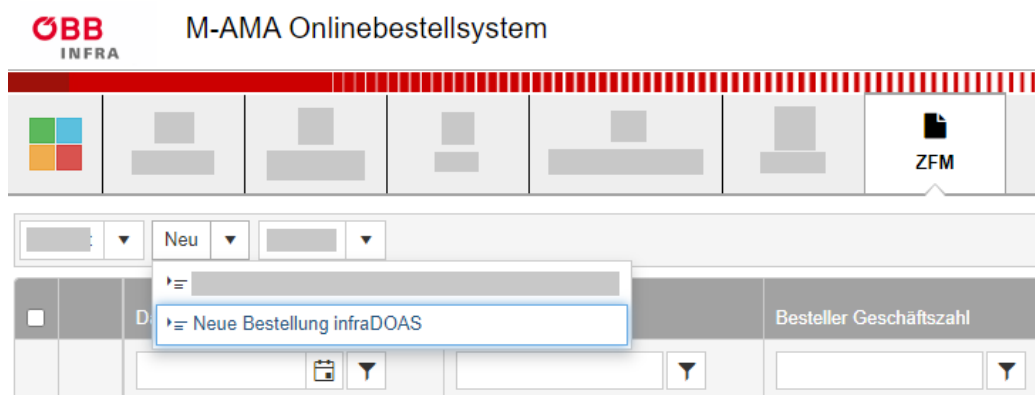 ÖBB
INFRA
M-AMA Onlinebestellsystem
ZFM
Neu
Neue Bestellung infraDOAS
Besteller Geschäftszahl